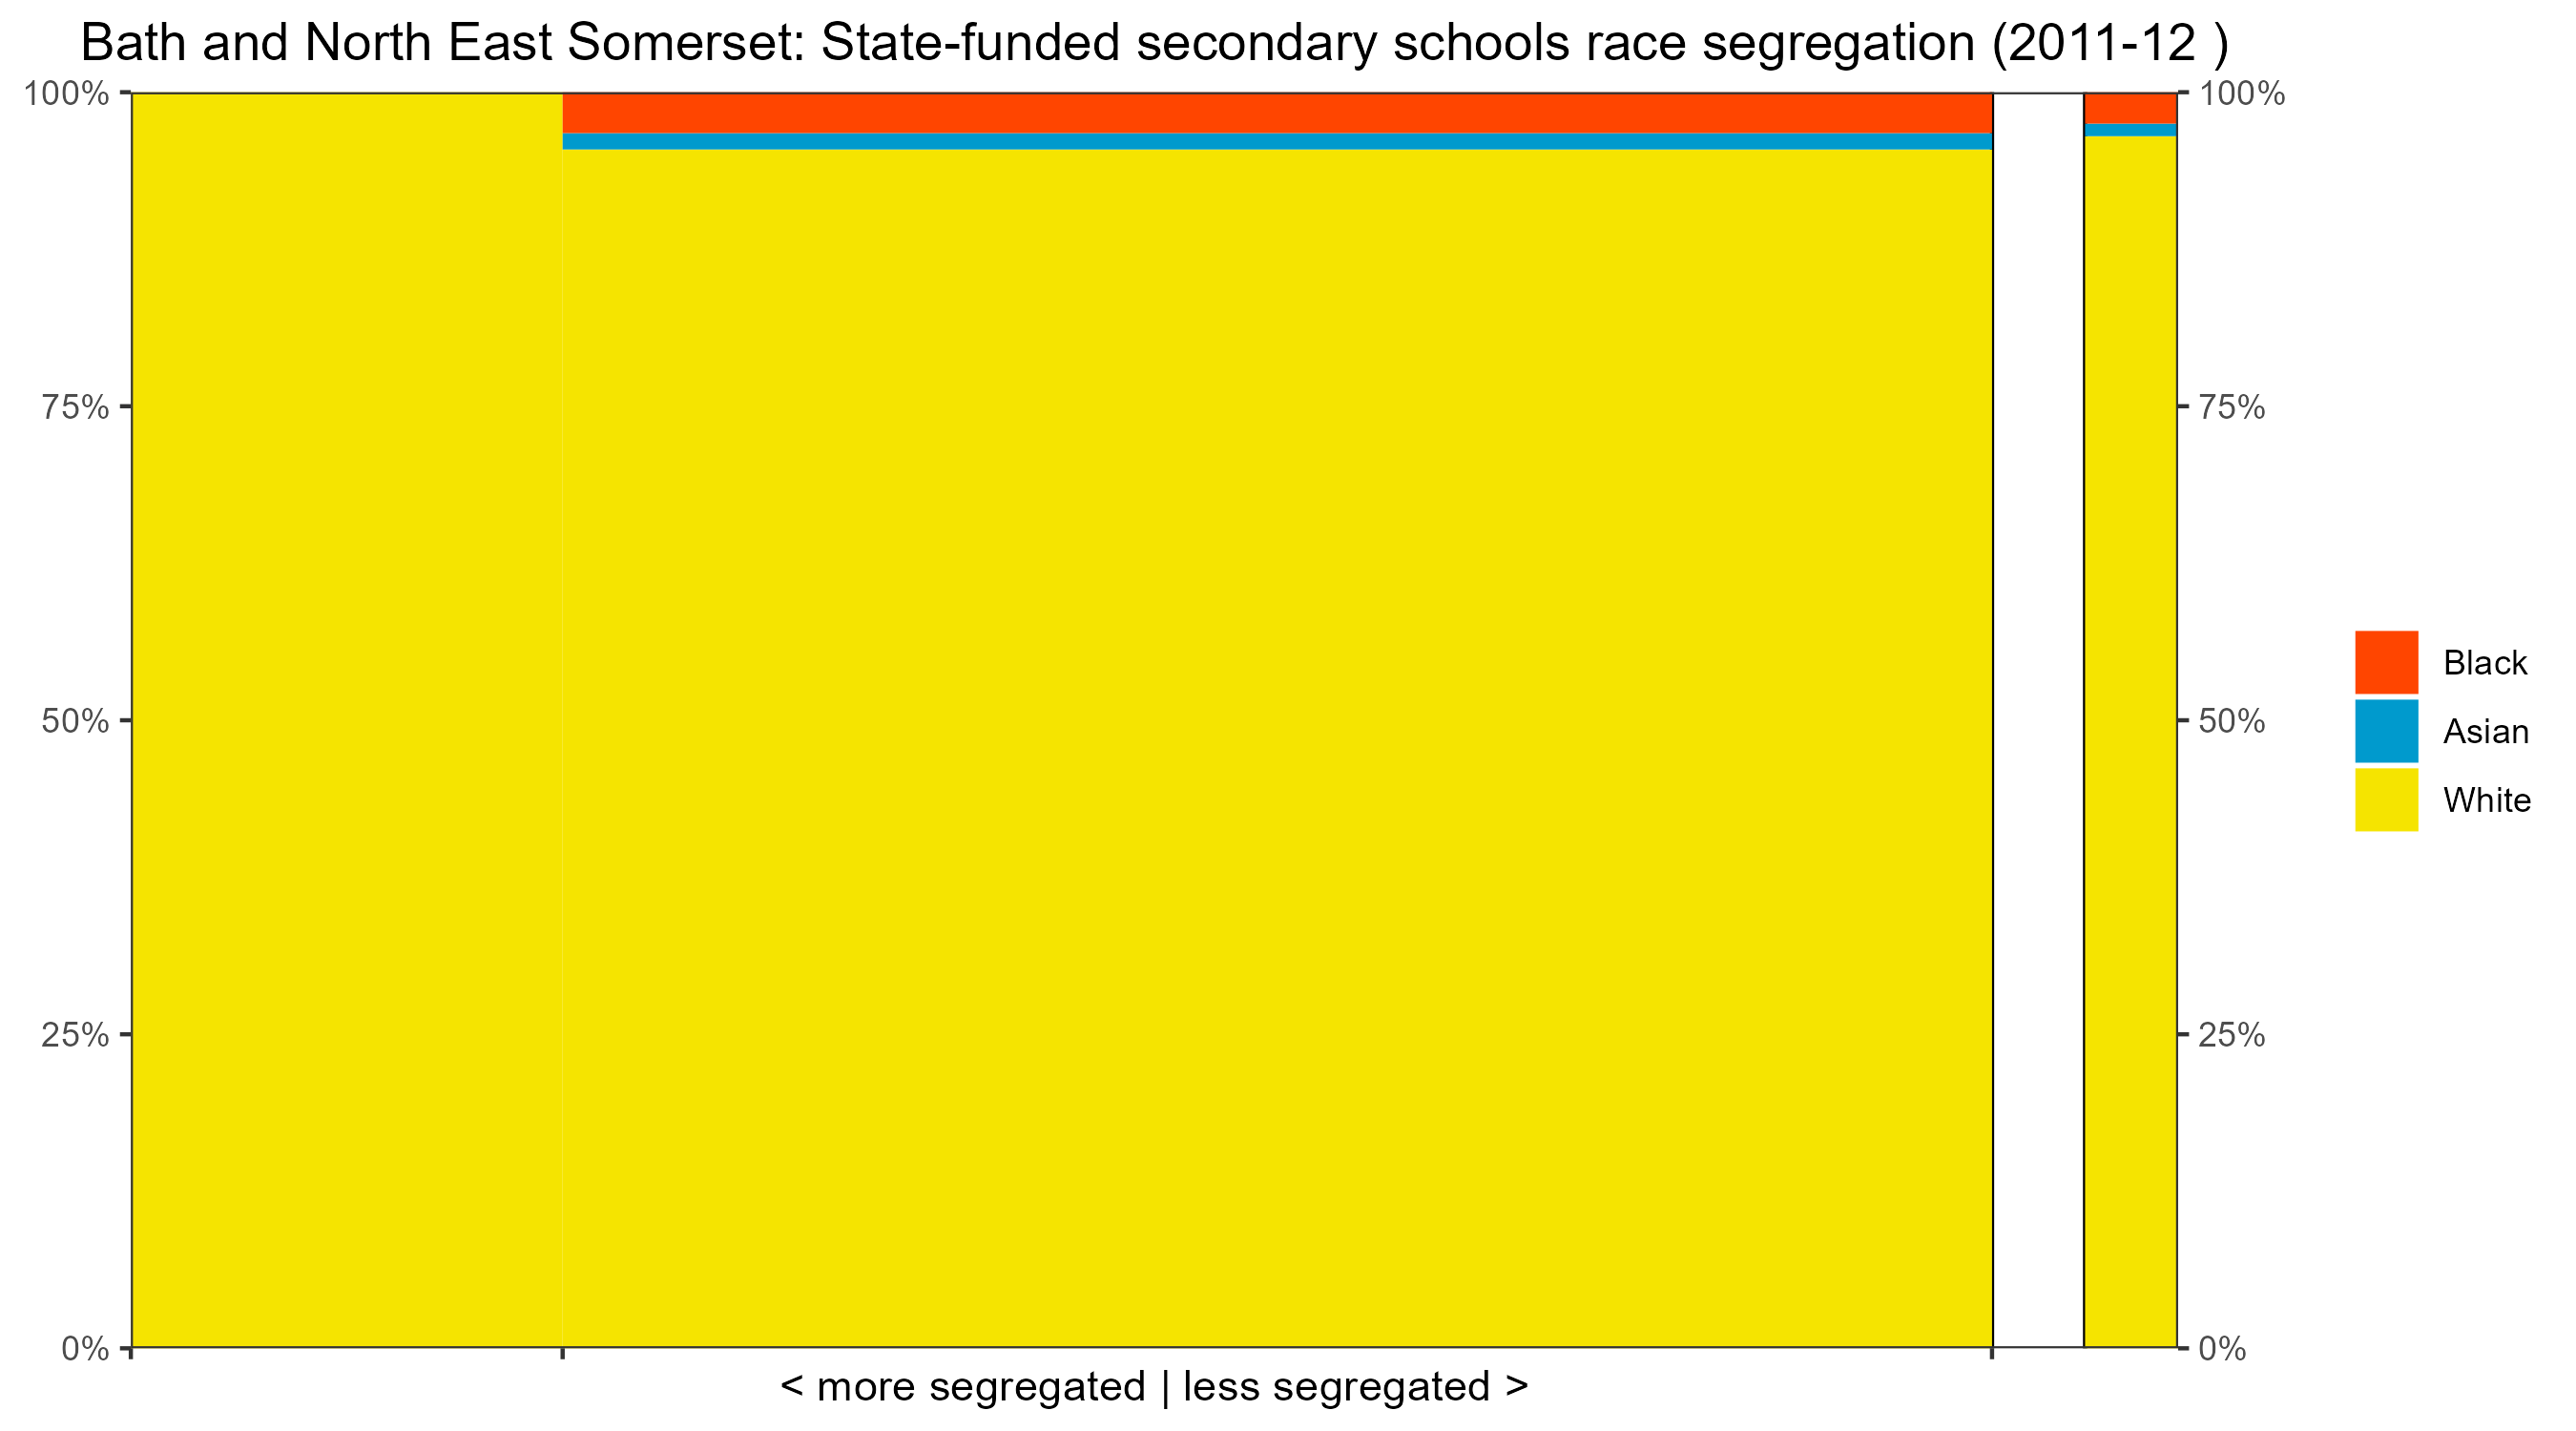 Bath and North East Somerset: State-funded secondary schools race segregation (2011-12 )
100%
100%
75%
75%
50%
50%
25%
25%
0%
0%
Black
Asian
White
< more segregated | less segregated >